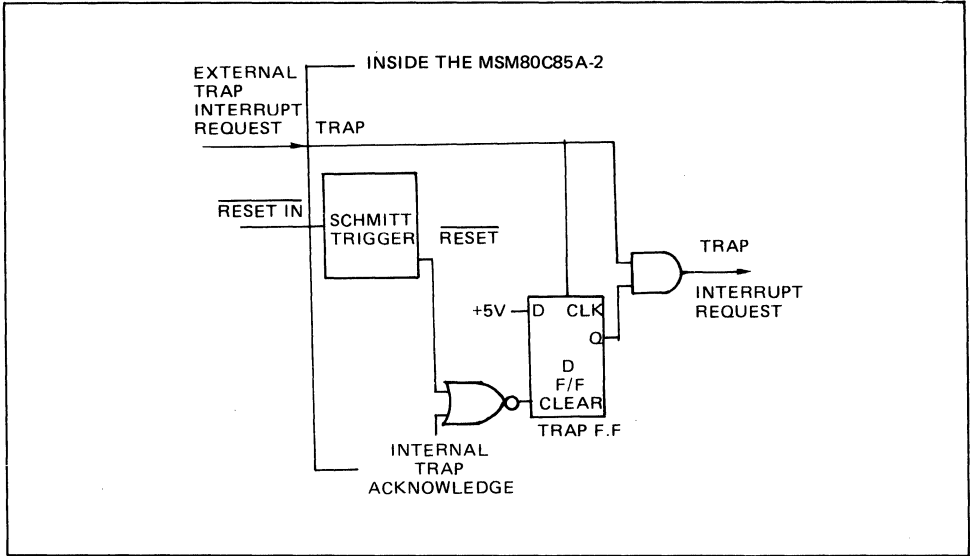 INSIDE THE MSM80C85A-2
EXTERNAL
TRAP
INTERRUPT
REQUEST
TRAP
RESET IN
SCHMITT
TRIGGER
RESET
TRAP
INTERRUPT
REQUEST
+5V
D CLK
Q
D
F/F
CLEAR
TRAP F.F
INTERNAL
TRAP
ACKNOWLEDGE